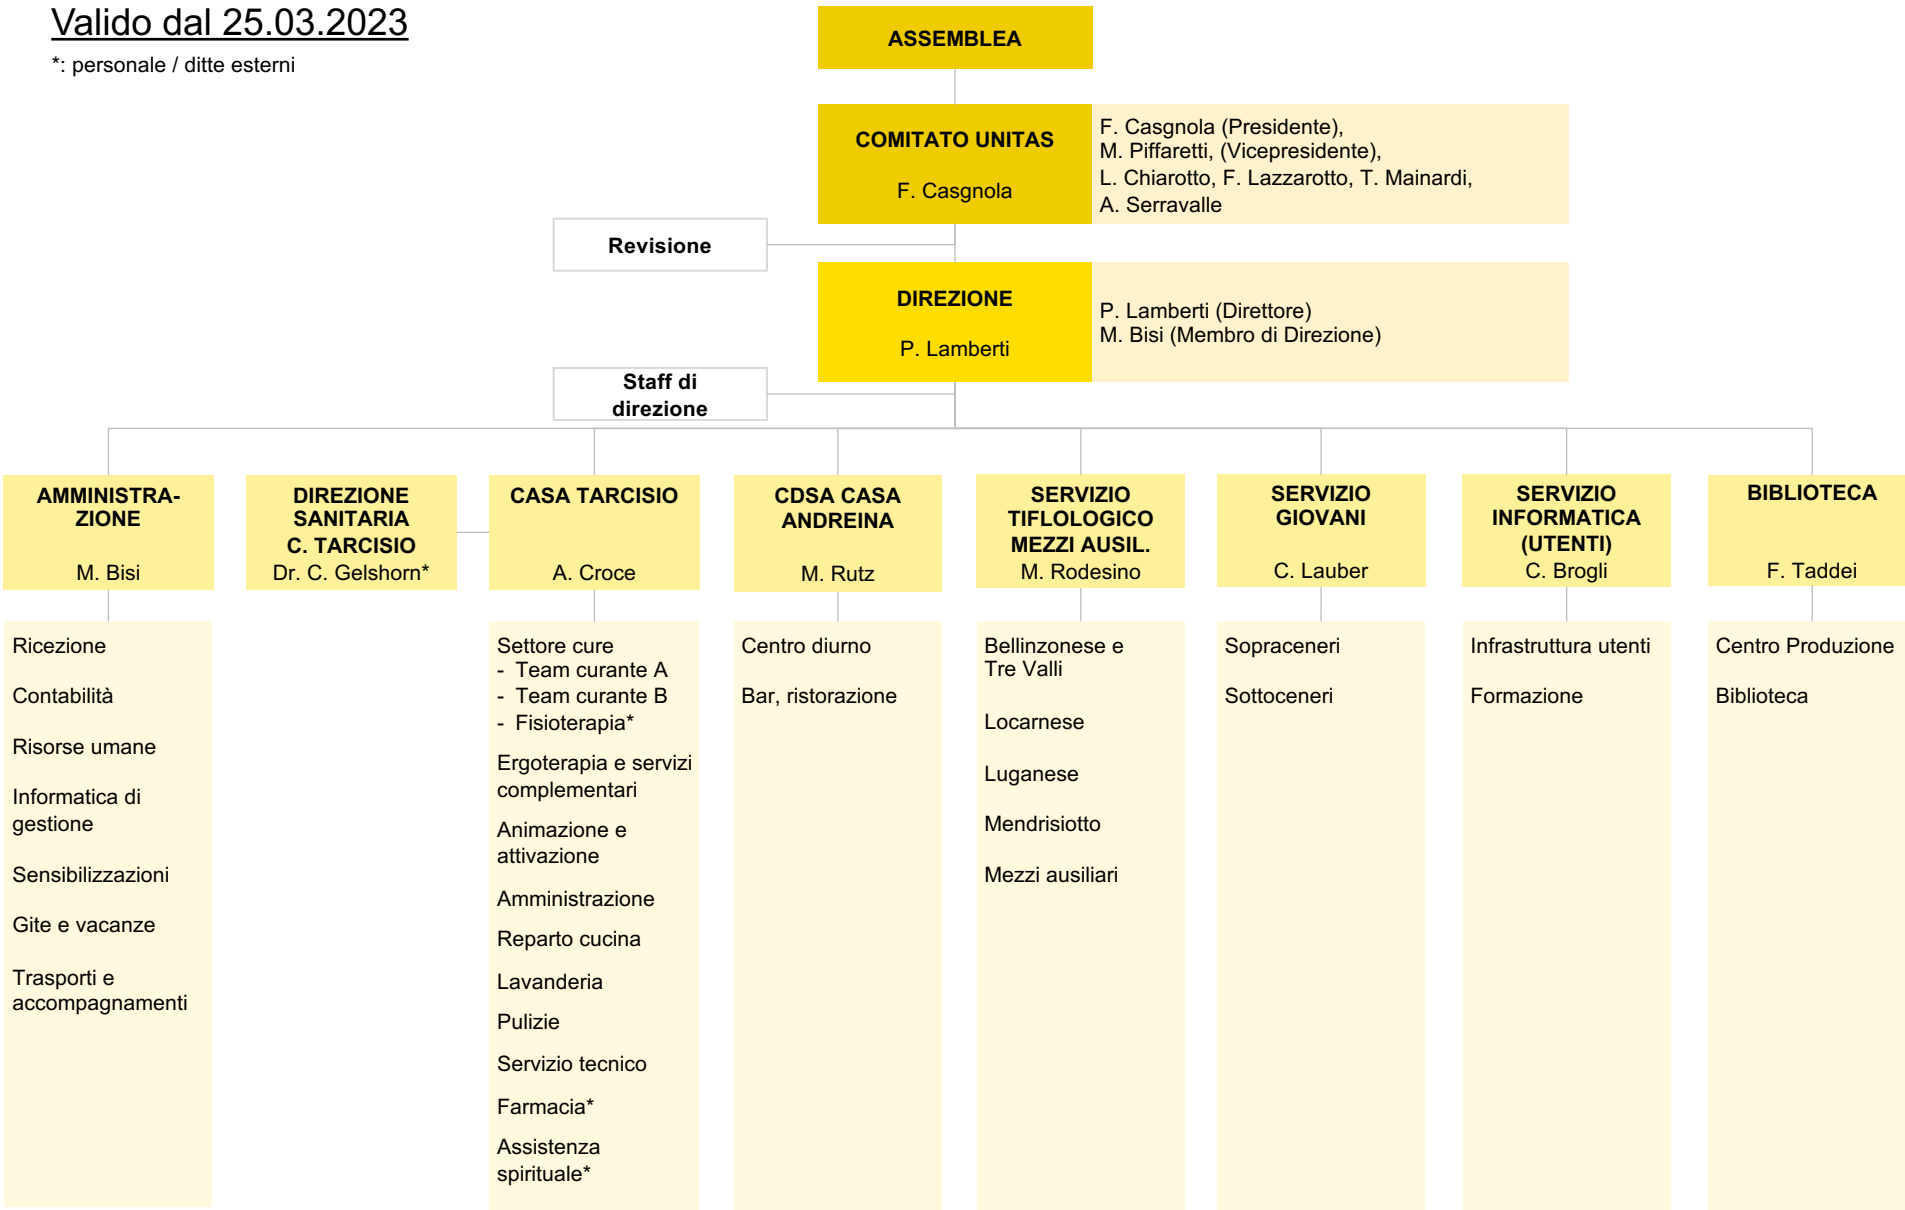 Valido dal 25.03.2023
*: personale / ditte esterni
ASSEMBLEA
COMITATO UNITAS
F. Casgnola
F. Casgnola (Presidente),
M. Piffaretti, (Vicepresidente),
L. Chiarotto, F. Lazzarotto, T. Mainardi,
A. Serravalle
Revisione
DIREZIONE
P. Lamberti
P. Lamberti (Direttore)
M. Bisi (Membro di Direzione)
Staff di
direzione
AMMINISTRA-
ZIONE
M. Bisi
DIREZIONE
SANITARIA
C. TARCISIO
Dr. C. Gelshorn*
CASA TARCISIO
A. Croce
CDSA CASA
ANDREINA
M. Rutz
SERVIZIO
TIFLOLOGICO
MEZZI AUSIL.
M. Rodesino
SERVIZIO
GIOVANI
C. Lauber
SERVIZIO
INFORMATICA
(UTENTI)
C. Brogli
BIBLIOTECA
F. Taddei
Ricezione
Contabilità
Risorse umane
Informatica di
gestione
Sensibilizzazioni
Gite e vacanze
Trasporti e
accompagnamenti
Settore cure
- Team curante A
- Team curante B
- Fisioterapia*
Ergoterapia e servizi
complementari
Animazione e
attivazione
Amministrazione
Reparto cucina
Lavanderia
Pulizie
Servizio tecnico
Farmacia*
Assistenza
spirituale*
Centro diurno
Bar, ristorazione
Bellinzonese e
Tre Valli
Locarnese
Luganese
Mendrisiotto
Mezzi ausiliari
Sopraceneri
Sottoceneri
Infrastruttura utenti
Formazione
Centro Produzione
Biblioteca